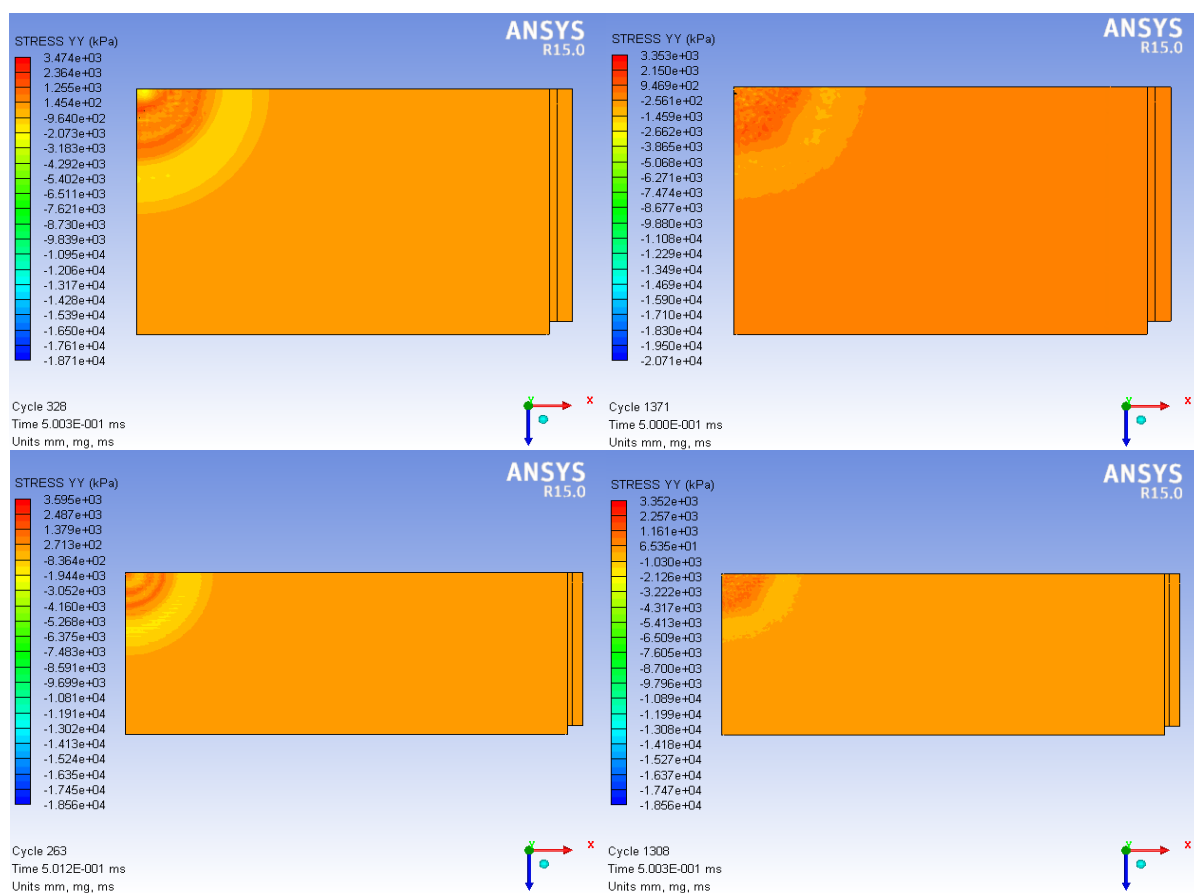 ANSYS
R15.0
STRESS YY (kPa)
3.474e+03
2.364e+03
1.255e+03
1.454e+02
-9.640e+02
-2.073e+03
-3.183e+03
-4.292e+03
-5.402e+03
-6.511e+03
-7.621e+03
-8.730e+03
-9.839e+03
-1.095e+04
-1.206e+04
-1.317e+04
-1.428e+04
-1.539e+04
-1.650e+04
-1.761e+04
-1.871e+04
Cycle 328
Time 5.003E-001 ms
Units mm, mg, ms
Y
X
ANSYS
R15.0
STRESS YY (kPa)
3.353e+03
2.150e+03
9.469e+02
-2.561e+02
-1.459e+03
-2.662e+03
-3.865e+03
-5.068e+03
-6.271e+03
-7.474e+03
-8.677e+03
-9.880e+03
-1.108e+04
-1.229e+04
-1.349e+04
-1.469e+04
-1.590e+04
-1.710e+04
-1.830e+04
-1.950e+04
-2.071e+04
Cycle 1371
Time 5.000E-001 ms
Units mm, mg, ms
Y
X
ANSYS
R15.0
STRESS YY (kPa)
3.595e+03
2.487e+03
1.379e+03
2.713e+02
-8.364e+02
-1.944e+03
-3.052e+03
-4.160e+03
-5.268e+03
-6.375e+03
-7.483e+03
-8.591e+03
-9.699e+03
-1.081e+04
-1.191e+04
-1.302e+04
-1.413e+04
-1.524e+04
-1.635e+04
-1.745e+04
-1.856e+04
Cycle 263
Time 5.012E-001 ms
Units mm, mg, ms
Y
X
ANSYS
R15.0
STRESS YY (kPa)
3.352e+03
2.257e+03
1.161e+03
6.535e+01
-1.030e+03
-2.126e+03
-3.222e+03
-4.317e+03
-5.413e+03
-6.509e+03
-7.605e+03
-8.700e+03
-9.796e+03
-1.089e+04
-1.199e+04
-1.308e+04
-1.418e+04
-1.527e+04
-1.637e+04
-1.747e+04
-1.856e+04
Cycle 1308
Time 5.003E-001 ms
Units mm, mg, ms
Y
X